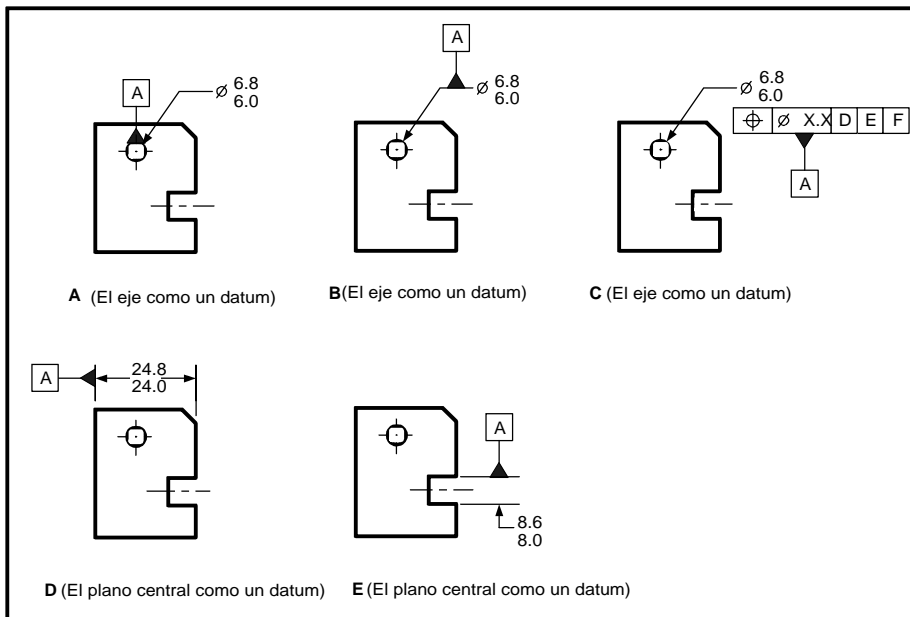 A
ø 6.8
6.0
A (El eje como un datum)
A
ø 6.8
6.0
B (El eje como un datum)
ø 6.8
6.0
⌖ ø X.X D E F
A
C (El eje como un datum)
A
24.8
24.0
D (El plano central como un datum)
A
8.6
8.0
E (El plano central como un datum)